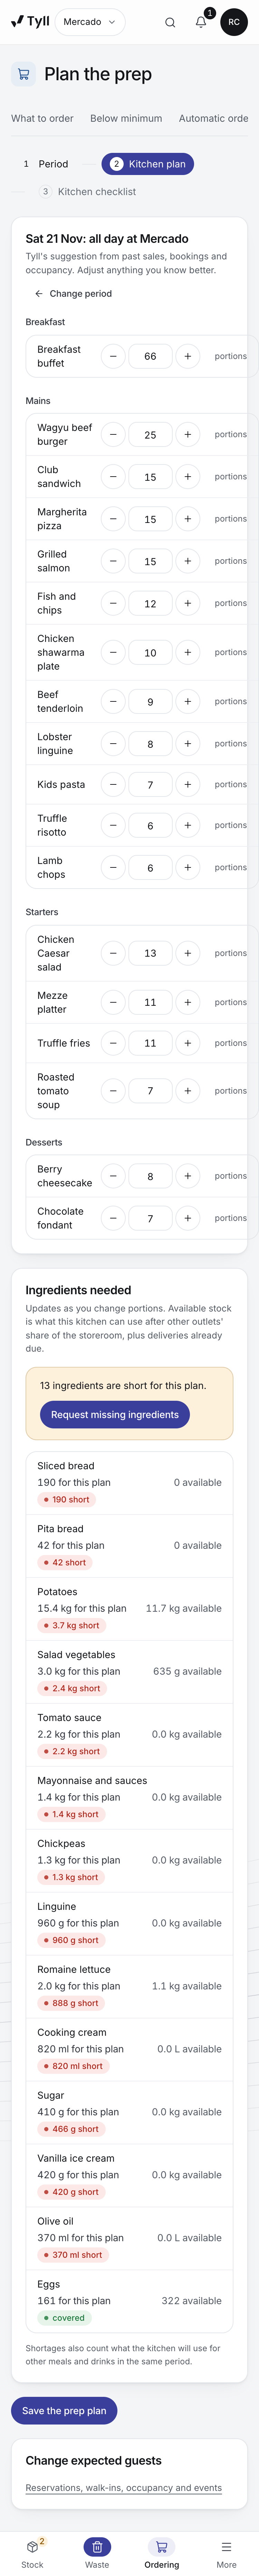 Tyll
Mercado
1
RC
Plan the prep
What to order Below minimum Automatic orde
1 Period
2 Kitchen plan
3 Kitchen checklist
Sat 21 Nov: all day at Mercado
Tyll's suggestion from past sales, bookings and
occupancy. Adjust anything you know better.
Change period
Breakfast
Breakfast
buffet
66
portions
Mains
Wagyu beef
burger
25
portions
Club
sandwich
15
portions
Margherita
pizza
15
portions
Grilled
salmon
15
portions
Fish and
chips
12
portions
Chicken
shawarma
plate
10
portions
Beef
tenderloin
9
portions
Lobster
linguine
8
portions
Kids pasta
7
portions
Truffle
risotto
6
portions
Lamb
chops
6
portions
Starters
Chicken
Caesar
salad
13
portions
Mezze
platter
11
portions
Truffle fries
11
portions
Roasted
tomato
soup
7
portions
Desserts
Berry
cheesecake
8
portions
Chocolate
fondant
7
portions
Ingredients needed
Updates as you change portions. Available stock
is what this kitchen can use after other outlets'
share of the storeroom, plus deliveries already
due.
13 ingredients are short for this plan.
Request missing ingredients
Sliced bread
190 for this plan 0 available
190 short
Pita bread
42 for this plan 0 available
42 short
Potatoes
15.4 kg for this plan 11.7 kg available
3.7 kg short
Salad vegetables
3.0 kg for this plan 635 g available
2.4 kg short
Tomato sauce
2.2 kg for this plan 0.0 kg available
2.2 kg short
Mayonnaise and sauces
1.4 kg for this plan 0.0 kg available
1.4 kg short
Chickpeas
1.3 kg for this plan 0.0 kg available
1.3 kg short
Linguine
960 g for this plan 0.0 kg available
960 g short
Romaine lettuce
2.0 kg for this plan 1.1 kg available
888 g short
Cooking cream
820 ml for this plan 0.0 L available
820 ml short
Sugar
410 g for this plan 0.0 kg available
466 g short
Vanilla ice cream
420 g for this plan 0.0 kg available
420 g short
Olive oil
370 ml for this plan 0.0 L available
370 ml short
Eggs
161 for this plan 322 available
covered
Shortages also count what the kitchen will use for
other meals and drinks in the same period.
Save the prep plan
Change expected guests
Reservations, walk-ins, occupancy and events
2
Stock Waste Ordering More